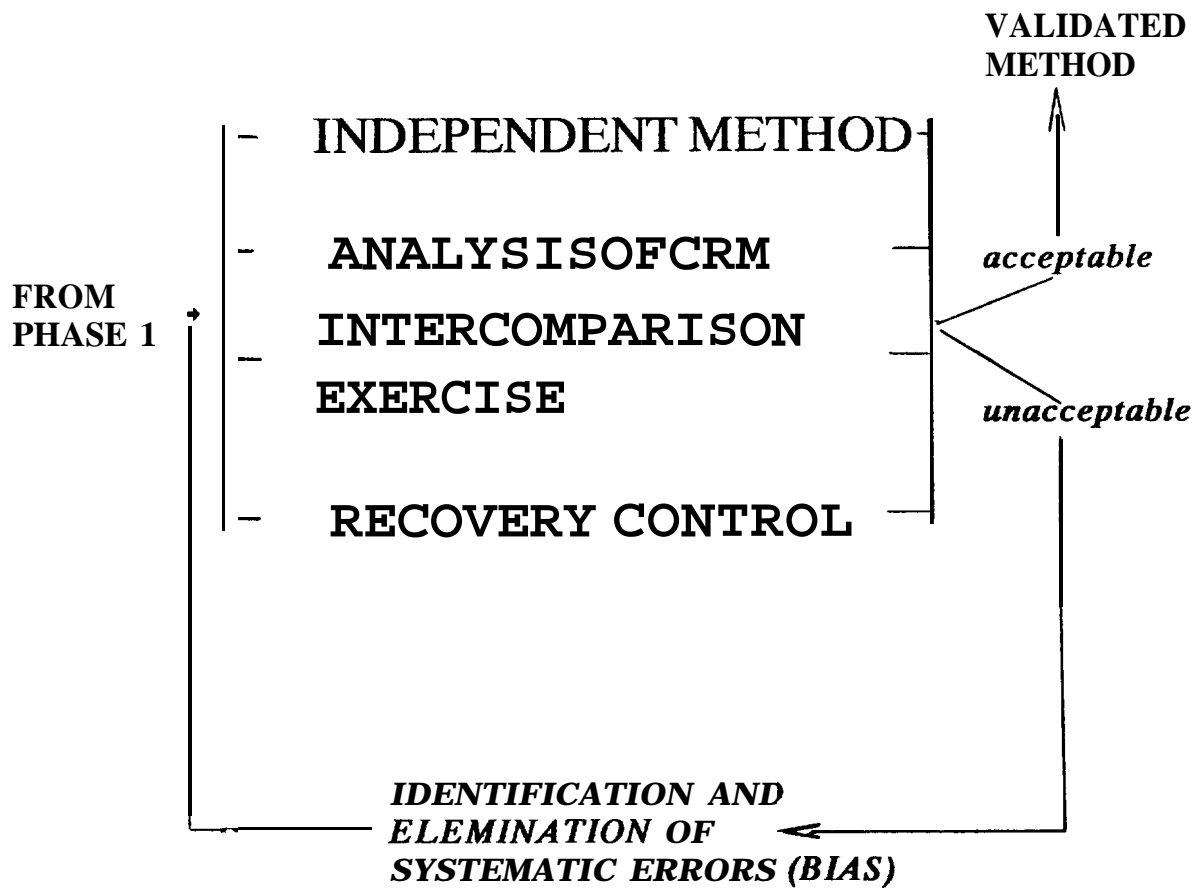 VALIDATED
METHOD
INDEPENDENT METHOD
ANALYSISOFCRM
acceptable
FROM
PHASE 1
INTERCOMPARISON
EXERCISE
unacceptable
RECOVERY CONTROL
IDENTIFICATION AND
ELEMINATION OF
SYSTEMATIC ERRORS (BIAS)